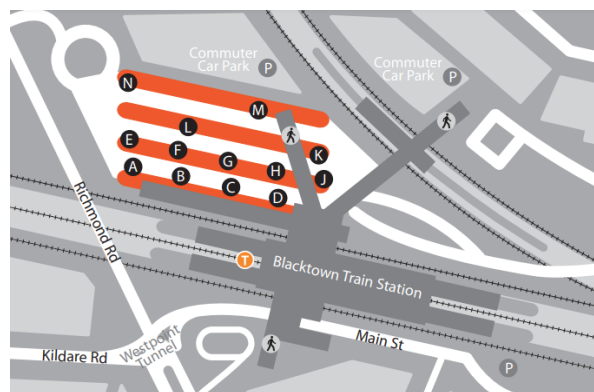 Commuter
Car Park
P
Commuter
Car Park
P
N
M
L
K
E
F
G
H
J
A
B
C
D
Richmond Rd
T
Blacktown Train Station
Main St
Kildare Rd
Westpoint
Tunnel
P